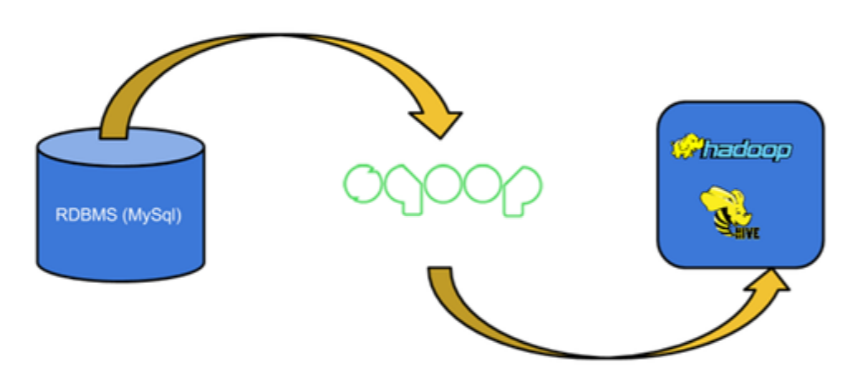 RDBMS (MySql)
sqoop
hadoop
HIVE